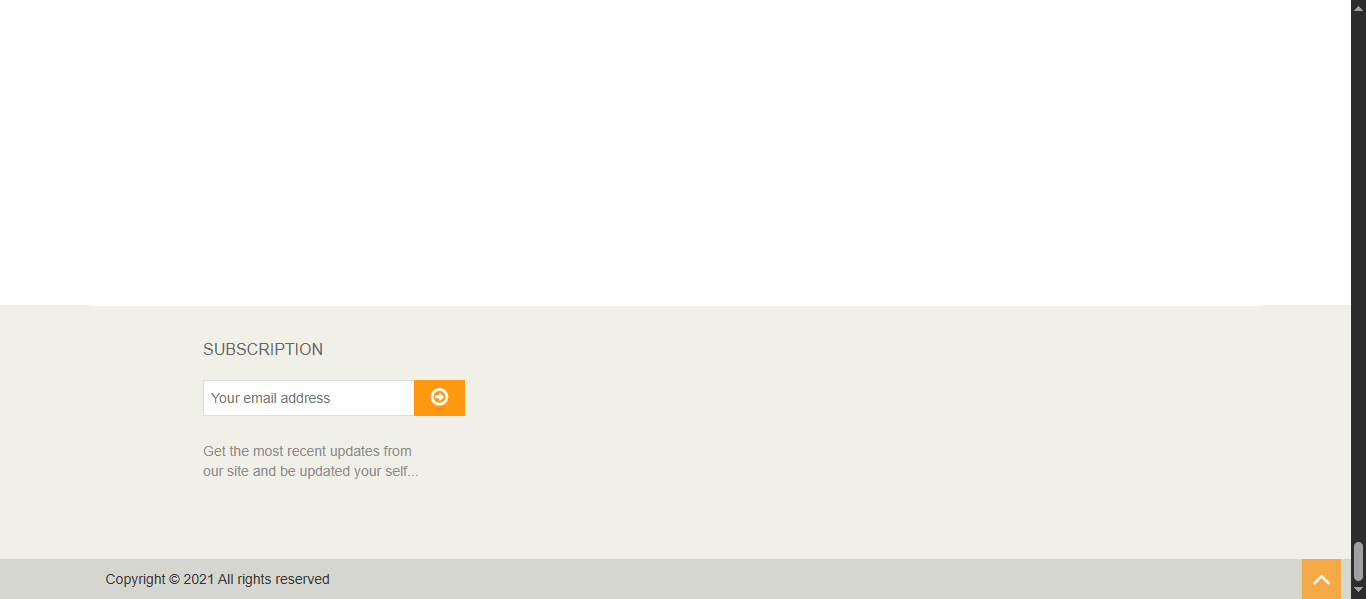 SUBSCRIPTION
Your email address
Get the most recent updates from
our site and be updated your self...
Copyright © 2021 All rights reserved